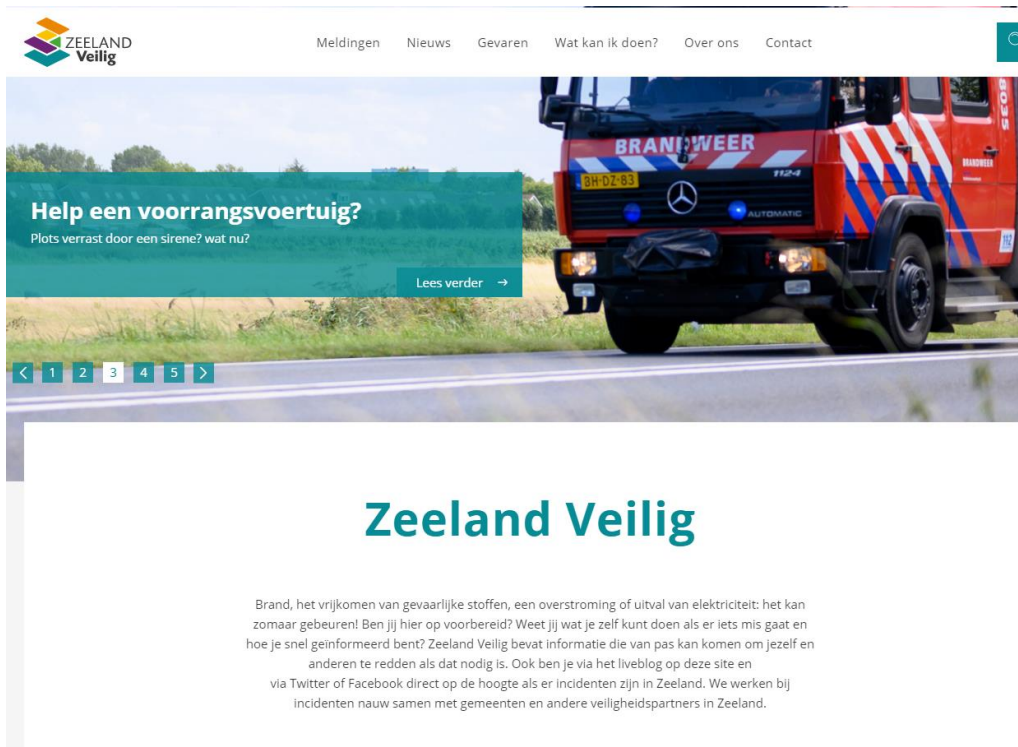 ZEELAND
Veilig
Meldingen Nieuws Gevaren Wat kan ik doen? Over ons Contact
BRANDWEER
8035
BRANDWEER
1124
BH-DZ-83
AUTOMATIC
112
Help een voorrangsvoertuig?
Plots verrast door een sirene? wat nu?
Lees verder →
< 1 2 3 4 5 >
Zeeland Veilig
Brand, het vrijkomen van gevaarlijke stoffen, een overstroming of uitval van elektriciteit: het kan
zomaar gebeuren! Ben jij hier op voorbereid? Weet jij wat je zelf kunt doen als er iets mis gaat en
hoe je snel geïnformeerd bent? Zeeland Veilig bevat informatie die van pas kan komen om jezelf en
anderen te redden als dat nodig is. Ook ben je via het liveblog op deze site en
via Twitter of Facebook direct op de hoogte als er incidenten zijn in Zeeland. We werken bij
incidenten nauw samen met gemeenten en andere veiligheidspartners in Zeeland.